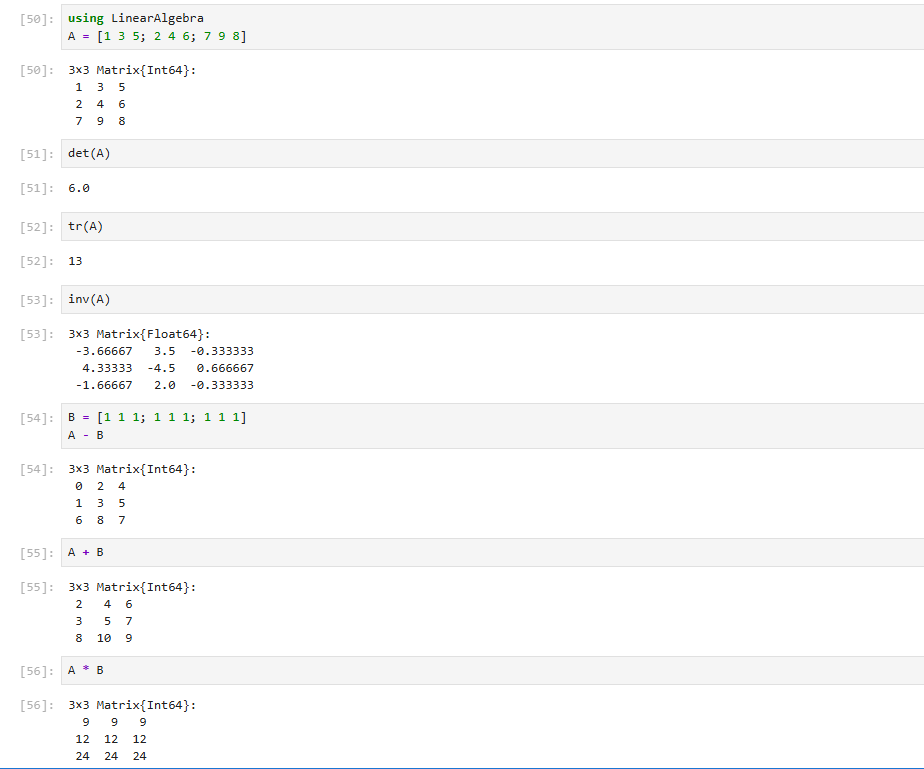 [50]: using LinearAlgebra
A = [1 3 5; 2 4 6; 7 9 8]
[50]: 3×3 Matrix{Int64}:
1 3 5
2 4 6
7 9 8
[51]: det(A)
[51]: 6.0
[52]: tr(A)
[52]: 13
[53]: inv(A)
[53]: 3×3 Matrix{Float64}:
-3.66667 3.5 -0.333333
4.33333 -4.5 0.666667
-1.66667 2.0 -0.333333
[54]: B = [1 1 1; 1 1 1; 1 1 1]
A - B
[54]: 3×3 Matrix{Int64}:
0 2 4
1 3 5
6 8 7
[55]: A + B
[55]: 3×3 Matrix{Int64}:
2 4 6
3 5 7
8 10 9
[56]: A * B
[56]: 3×3 Matrix{Int64}:
9 9 9
12 12 12
24 24 24